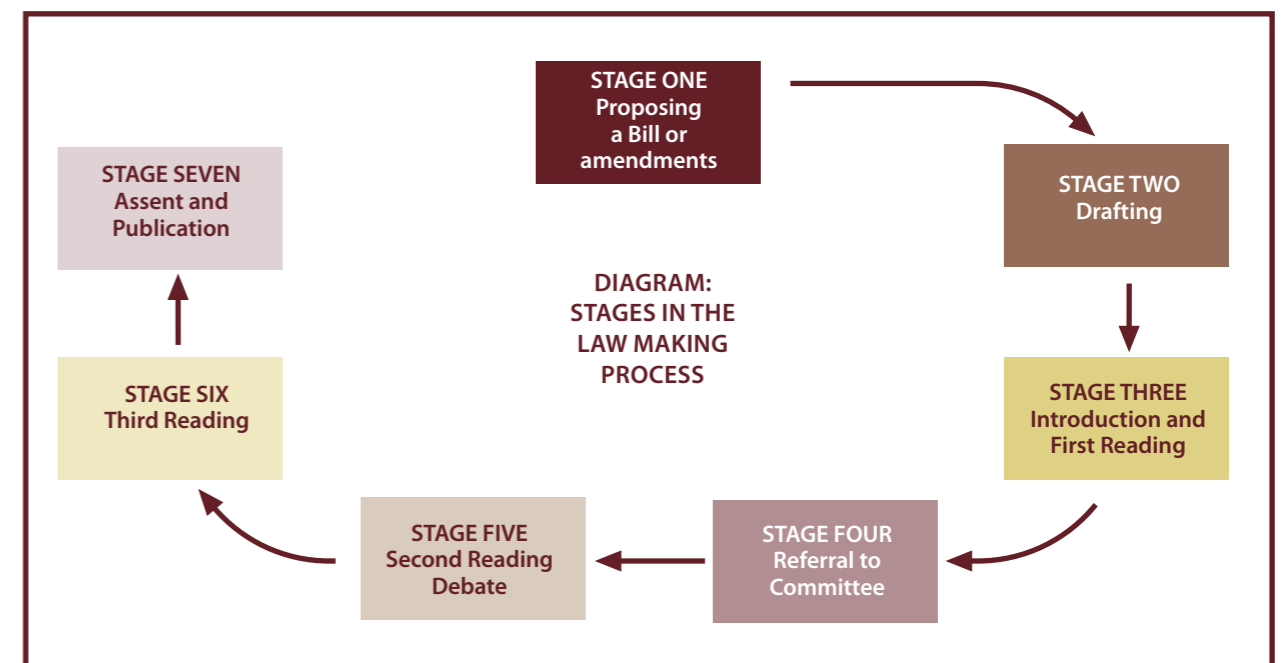 STAGE ONE
Proposing
a Bill or
amendments
STAGE TWO
Drafting
STAGE THREE
Introduction and
First Reading
STAGE FOUR
Referral to
Committee
STAGE FIVE
Second Reading
Debate
STAGE SIX
Third Reading
STAGE SEVEN
Assent and
Publication
DIAGRAM:
STAGES IN THE
LAW MAKING
PROCESS